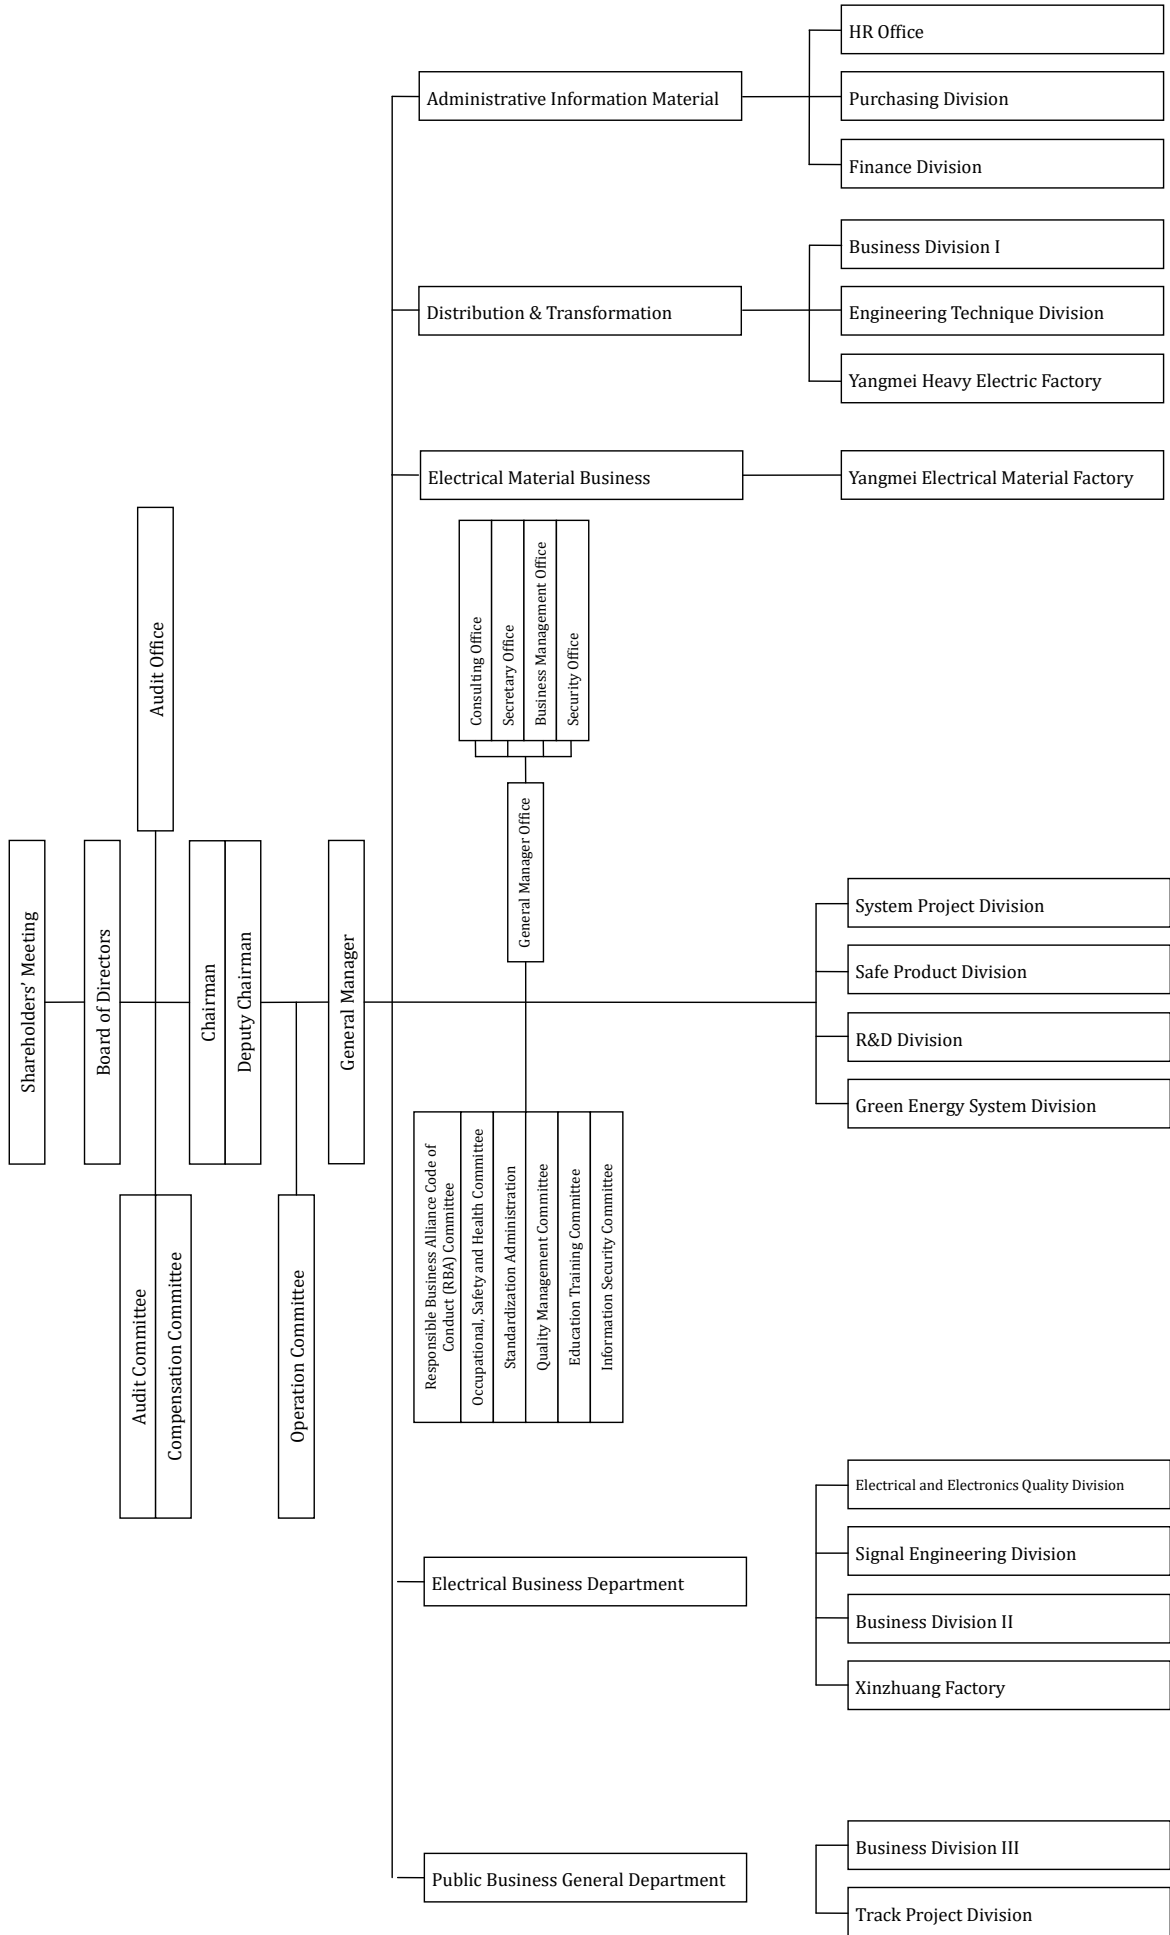 HR Office
Administrative Information Material
Purchasing Division
Finance Division
Business Division I
Distribution & Transformation
Engineering Technique Division
Yangmei Heavy Electric Factory
Electrical Material Business
Yangmei Electrical Material Factory
Audit Office
Consulting Office
Secretary Office
Business Management Office
Security Office
General Manager Office
Shareholders’ Meeting
Board of Directors
Chairman
Deputy Chairman
General Manager
System Project Division
Safe Product Division
R&D Division
Green Energy System Division
Audit Committee
Compensation Committee
Operation Committee
Responsible Business Alliance Code of
Conduct (RBA) Committee
Occupational, Safety and Health Committee
Standardization Administration
Quality Management Committee
Education Training Committee
Information Security Committee
Electrical and Electronics Quality Division
Signal Engineering Division
Electrical Business Department
Business Division II
Xinzhuang Factory
Business Division III
Public Business General Department
Track Project Division